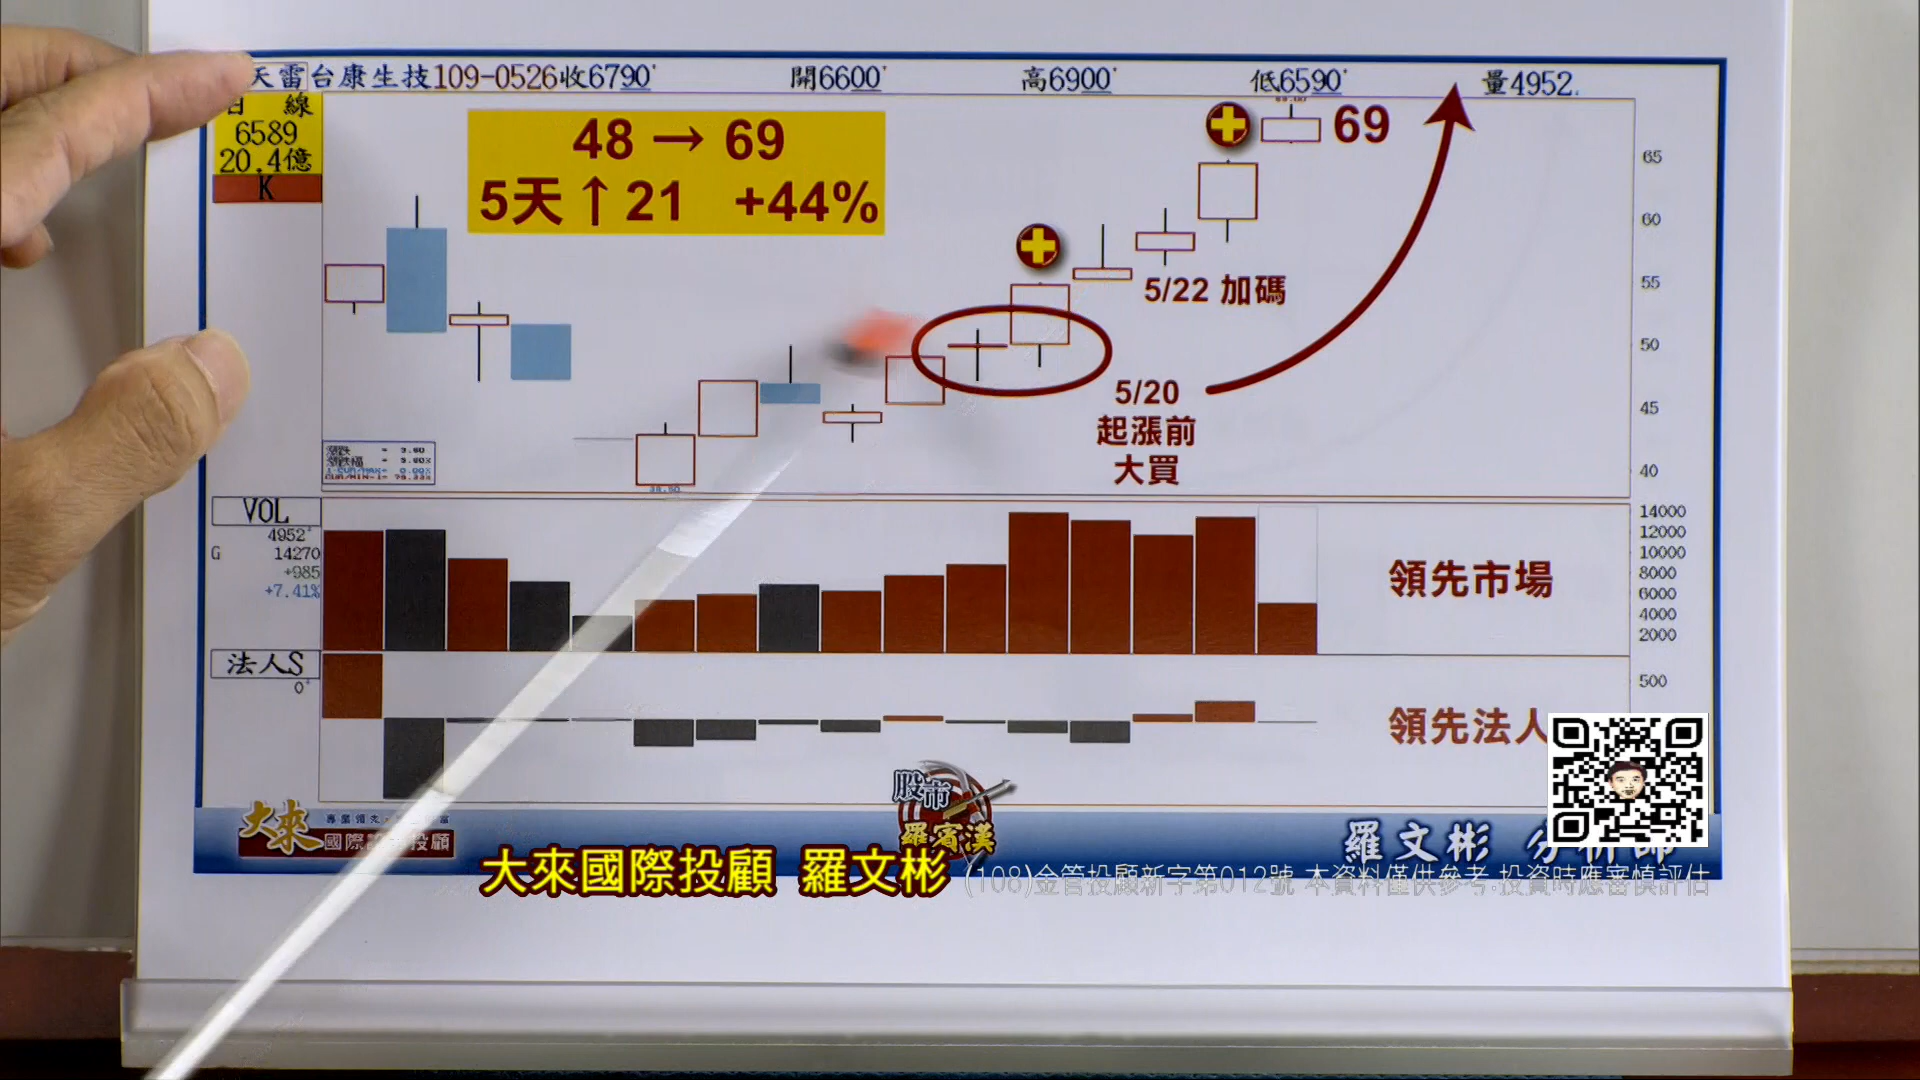 天雷台康生技109-0526收6790 開6600 高6900 低6590 量4952
日 線
6589
20.4億
K
48 → 69
5天↑21 +44%
69
65
60
55
50
45
40
5/22 加碼
5/20
起漲前
大買
VOL
4952
G 14270
+985
+7.41%
14000
12000
10000
8000
6000
4000
2000
領先市場
法人S
0
500
領先法人
大來
國際 投顧
股市
羅賓漢
羅文彬 分析師
大來國際投顧 羅文彬
(108)金管投顧新字第012號 本資料僅供參考,投資時應審慎評估